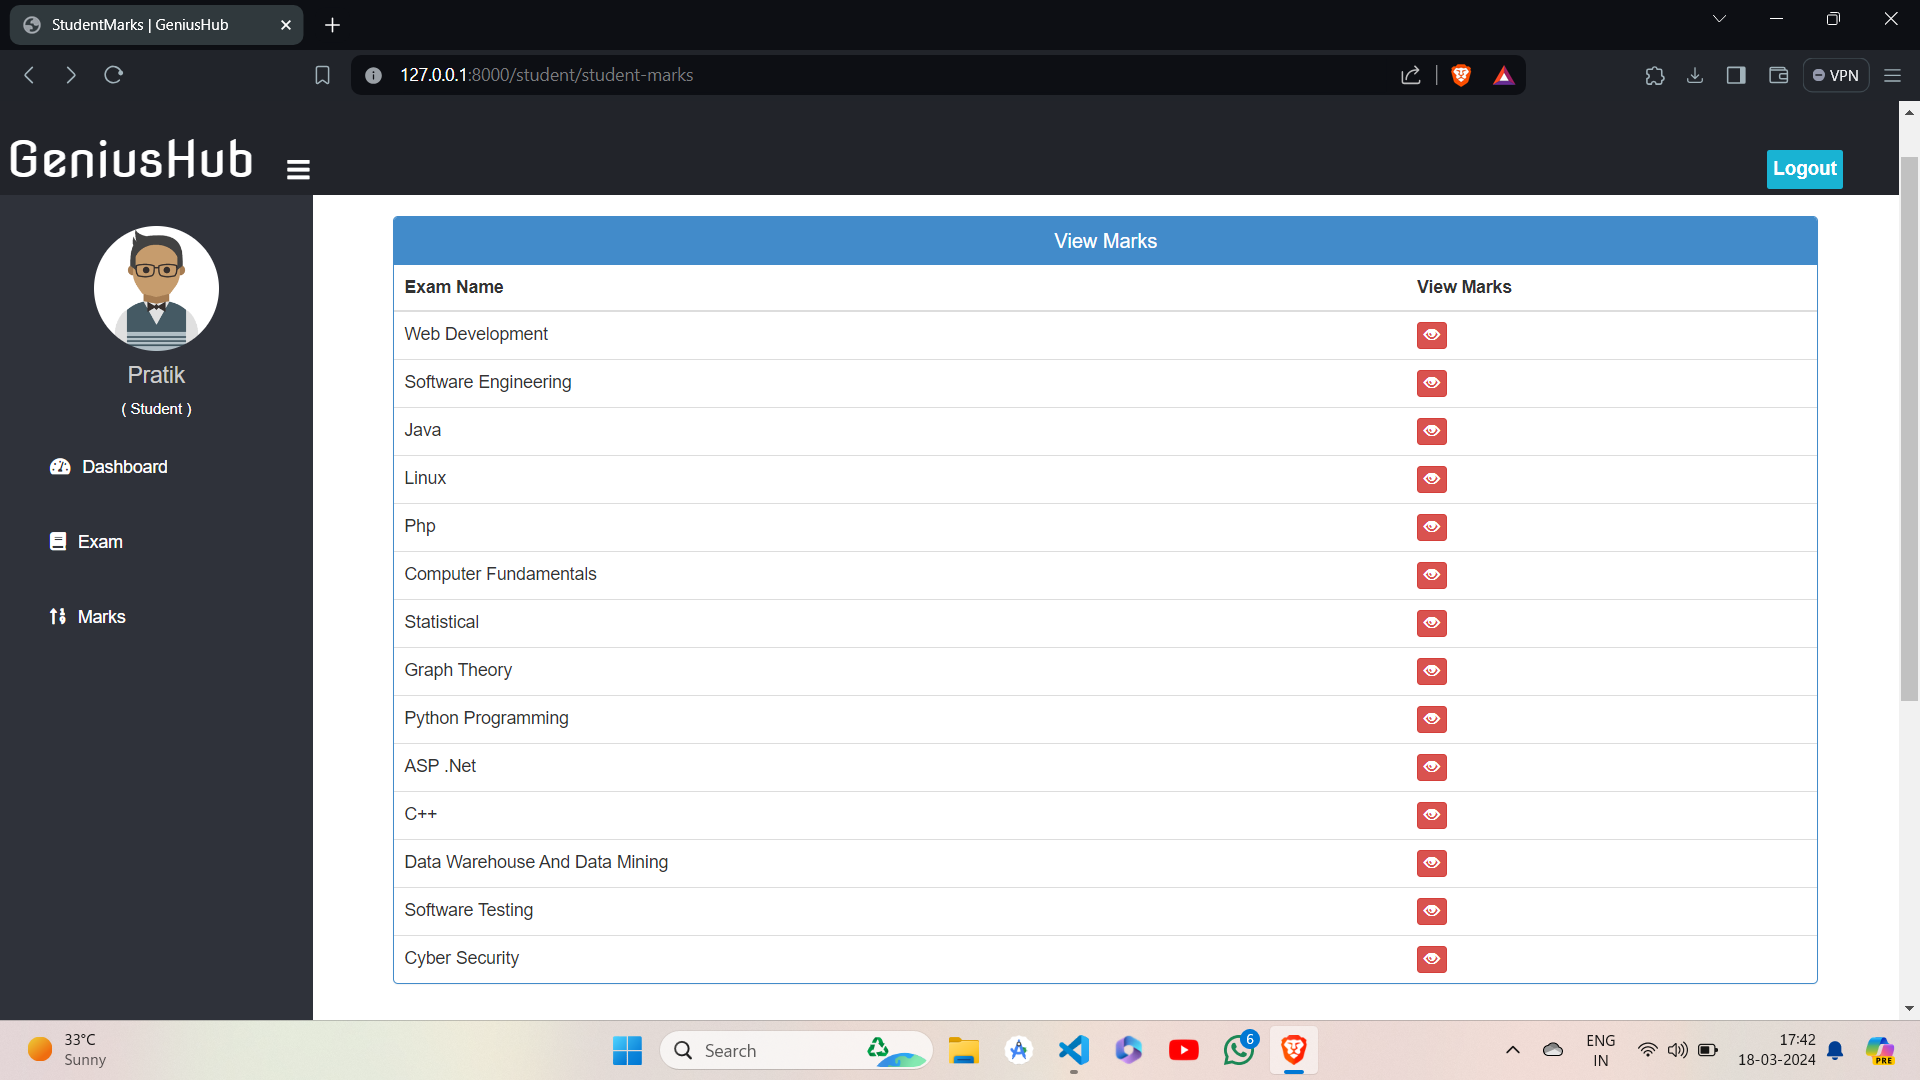 StudentMarks | GeniusHub
127.0.0.1:8000/student/student-marks
VPN
GeniusHub
Logout
Pratik
( Student )
Dashboard
Exam
Marks
View Marks
Exam Name View Marks
Web Development
Software Engineering
Java
Linux
Php
Computer Fundamentals
Statistical
Graph Theory
Python Programming
ASP .Net
C++
Data Warehouse And Data Mining
Software Testing
Cyber Security
33°C
Sunny
Search
6
ENG
IN
17:42
18-03-2024
PRE